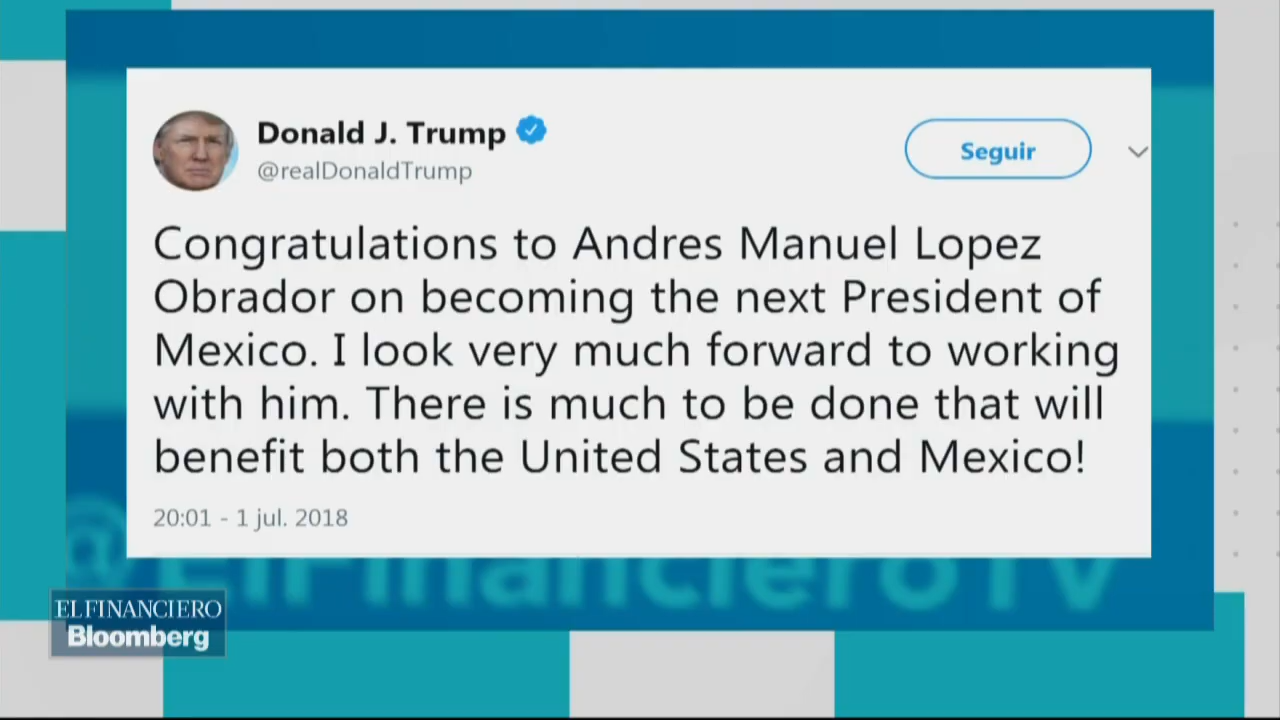 Donald J. Trump
@realDonaldTrump
Seguir
Congratulations to Andres Manuel Lopez
Obrador on becoming the next President of
Mexico. I look very much forward to working
with him. There is much to be done that will
benefit both the United States and Mexico!
20:01 - 1 jul. 2018
@ElFinancieroTV
EL FINANCIERO
Bloomberg